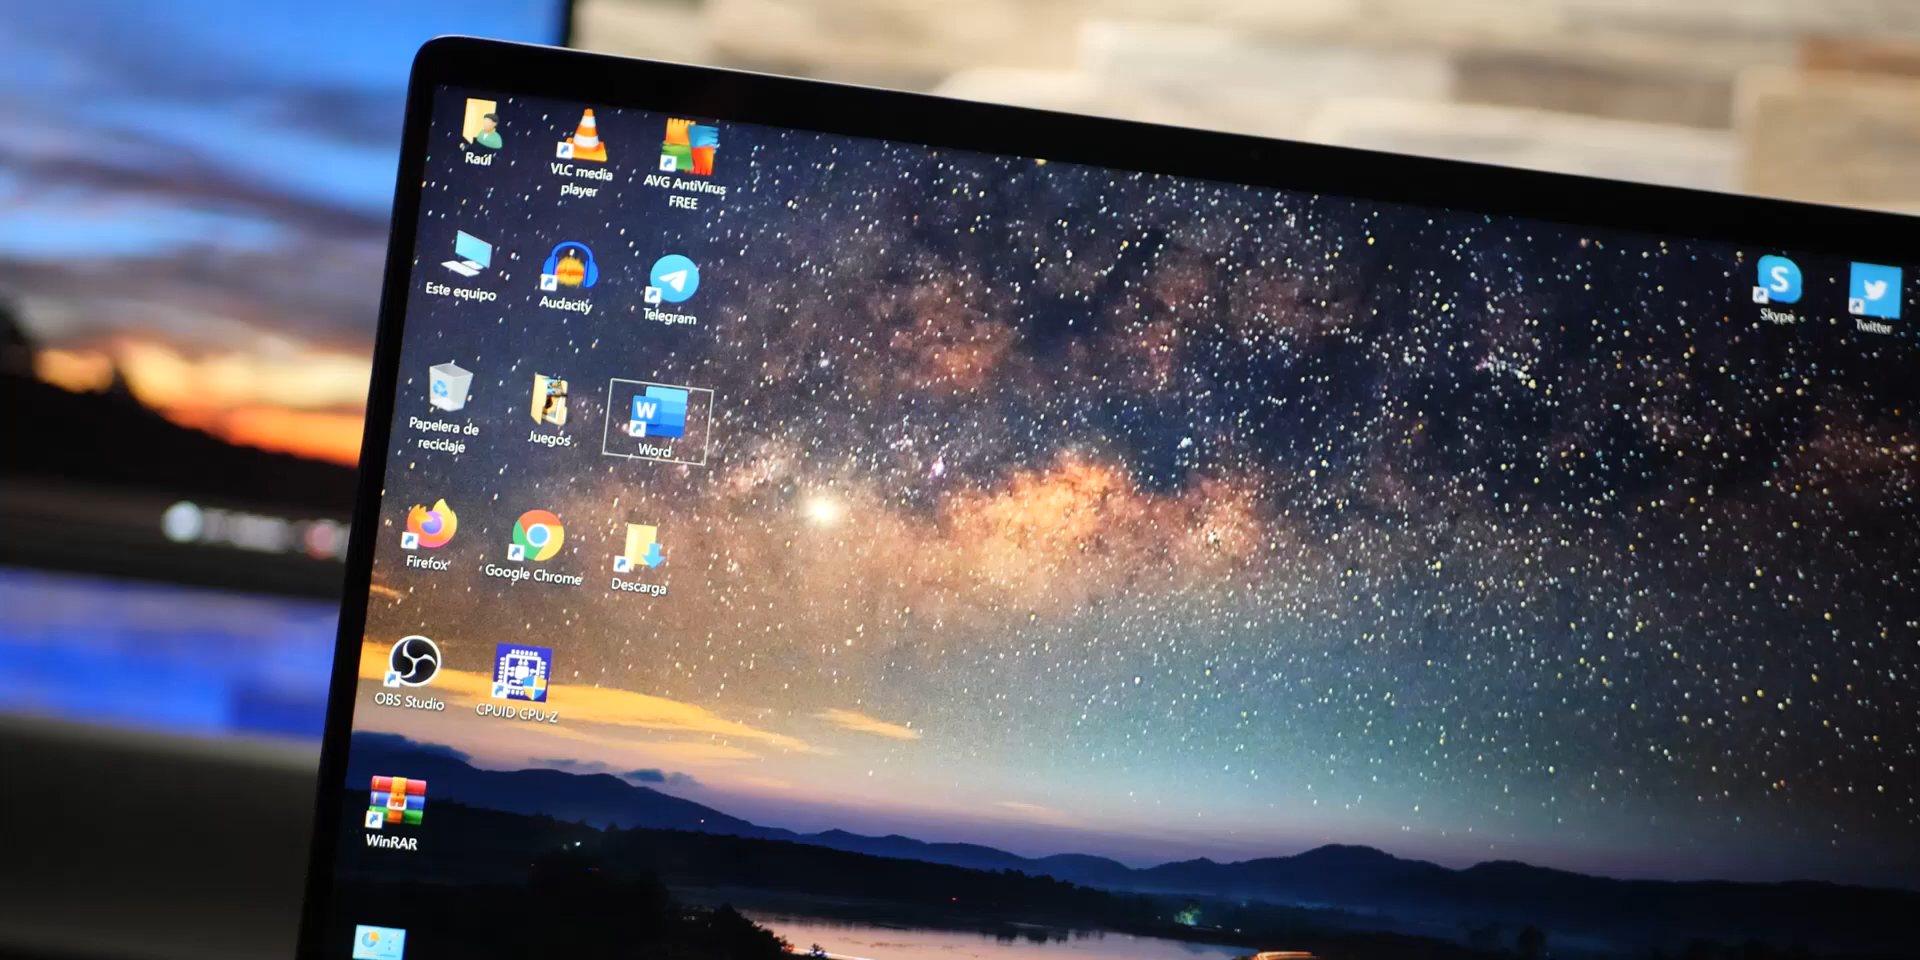 Raúl
VLC media
player
AVG AntiVirus
FREE
Este equipo
Audacity
Telegram
Skype
Twitter
Papelera de
reciclaje
Juegos
W
Word
Firefox
Google Chrome
Descarga
OBS Studio
CPUID CPU-Z
WinRAR
S